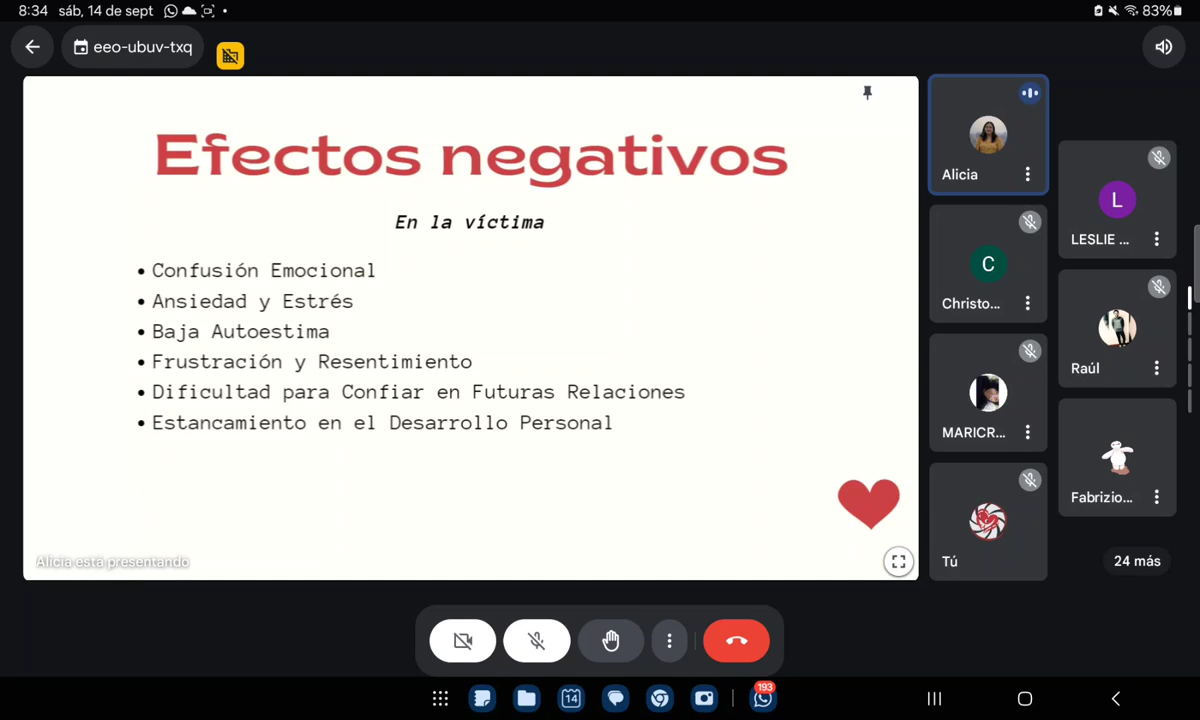 8:34 sáb, 14 de sept
83%
eeo-ubuv-txq
Efectos negativos
En la víctima
• Confusión Emocional
• Ansiedad y Estrés
• Baja Autoestima
• Frustración y Resentimiento
• Dificultad para Confiar en Futuras Relaciones
• Estancamiento en el Desarrollo Personal
Alicia está presentando
Alicia
C
Christo...
MARICR...
Tú
L
LESLIE ...
Raúl
Fabrizio...
24 más
14
193